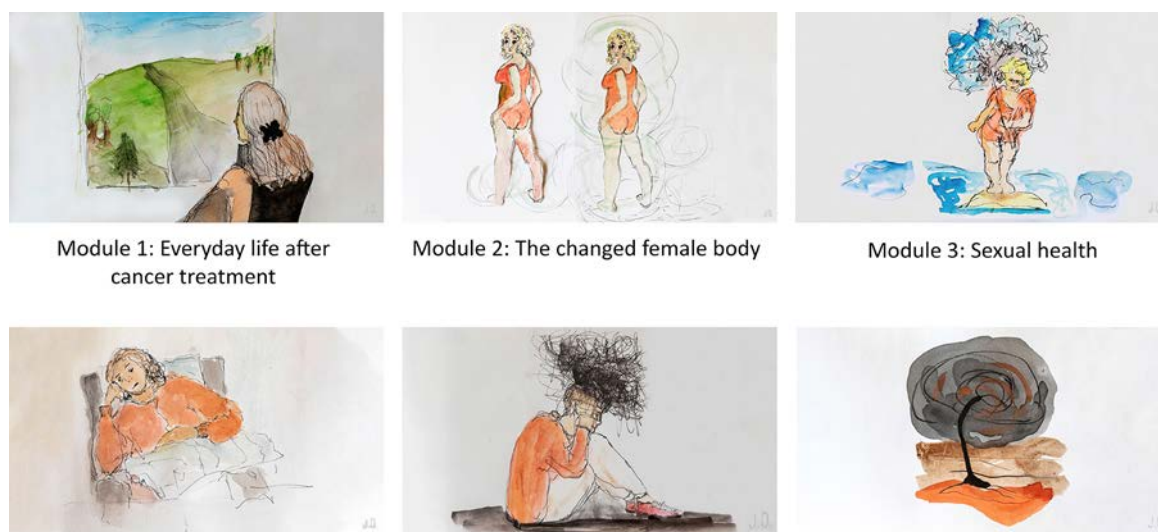 Module 1: Everyday life after
cancer treatment
Module 2: The changed female body
Module 3: Sexual health
J.D.